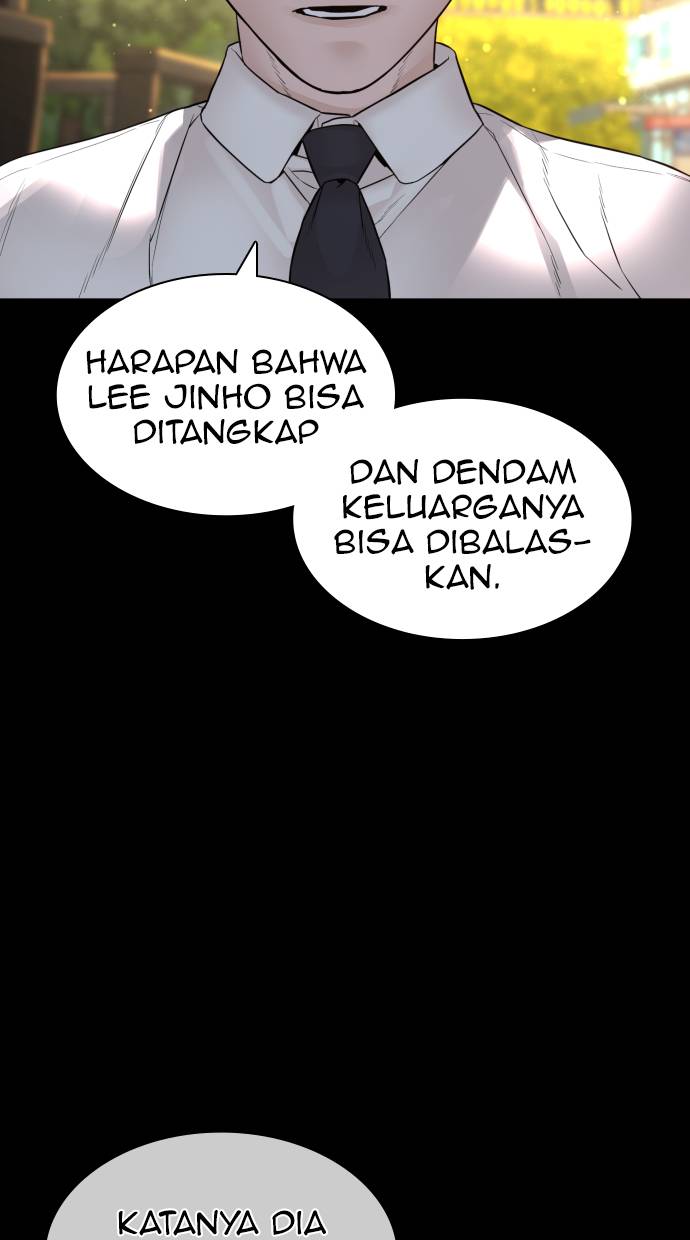 HARAPAN BAHWA
LEE JINHO BISA
DITANGKAP
DAN DENDAM
KELUARGANYA
BISA DIBALAS-
KAN.
KATANYA DIA